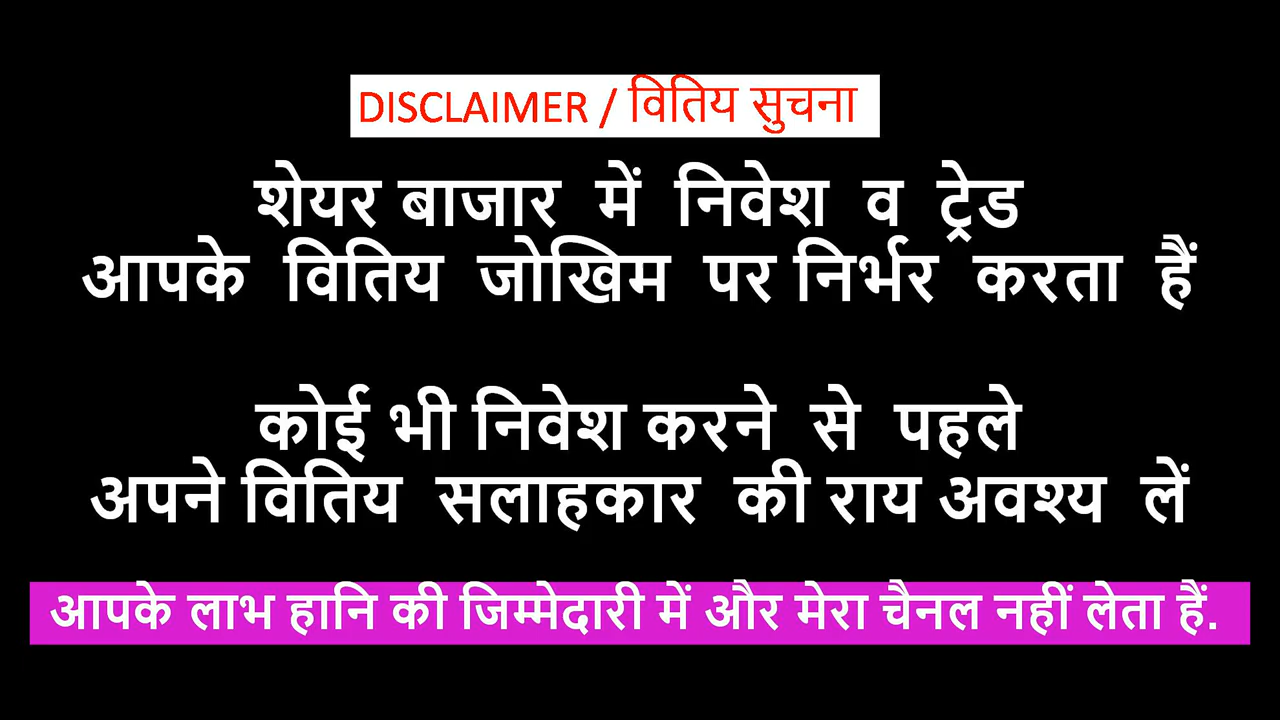 DISCLAIMER / वितिय सुचना
शेयर बाजार में निवेश व ट्रेड
आपके वितिय जोखिम पर निर्भर करता हैं
कोई भी निवेश करने से पहले
अपने वितिय सलाहकार की राय अवश्य लें
आपके लाभ हानि की जिम्मेदारी में और मेरा चैनल नहीं लेता हैं.